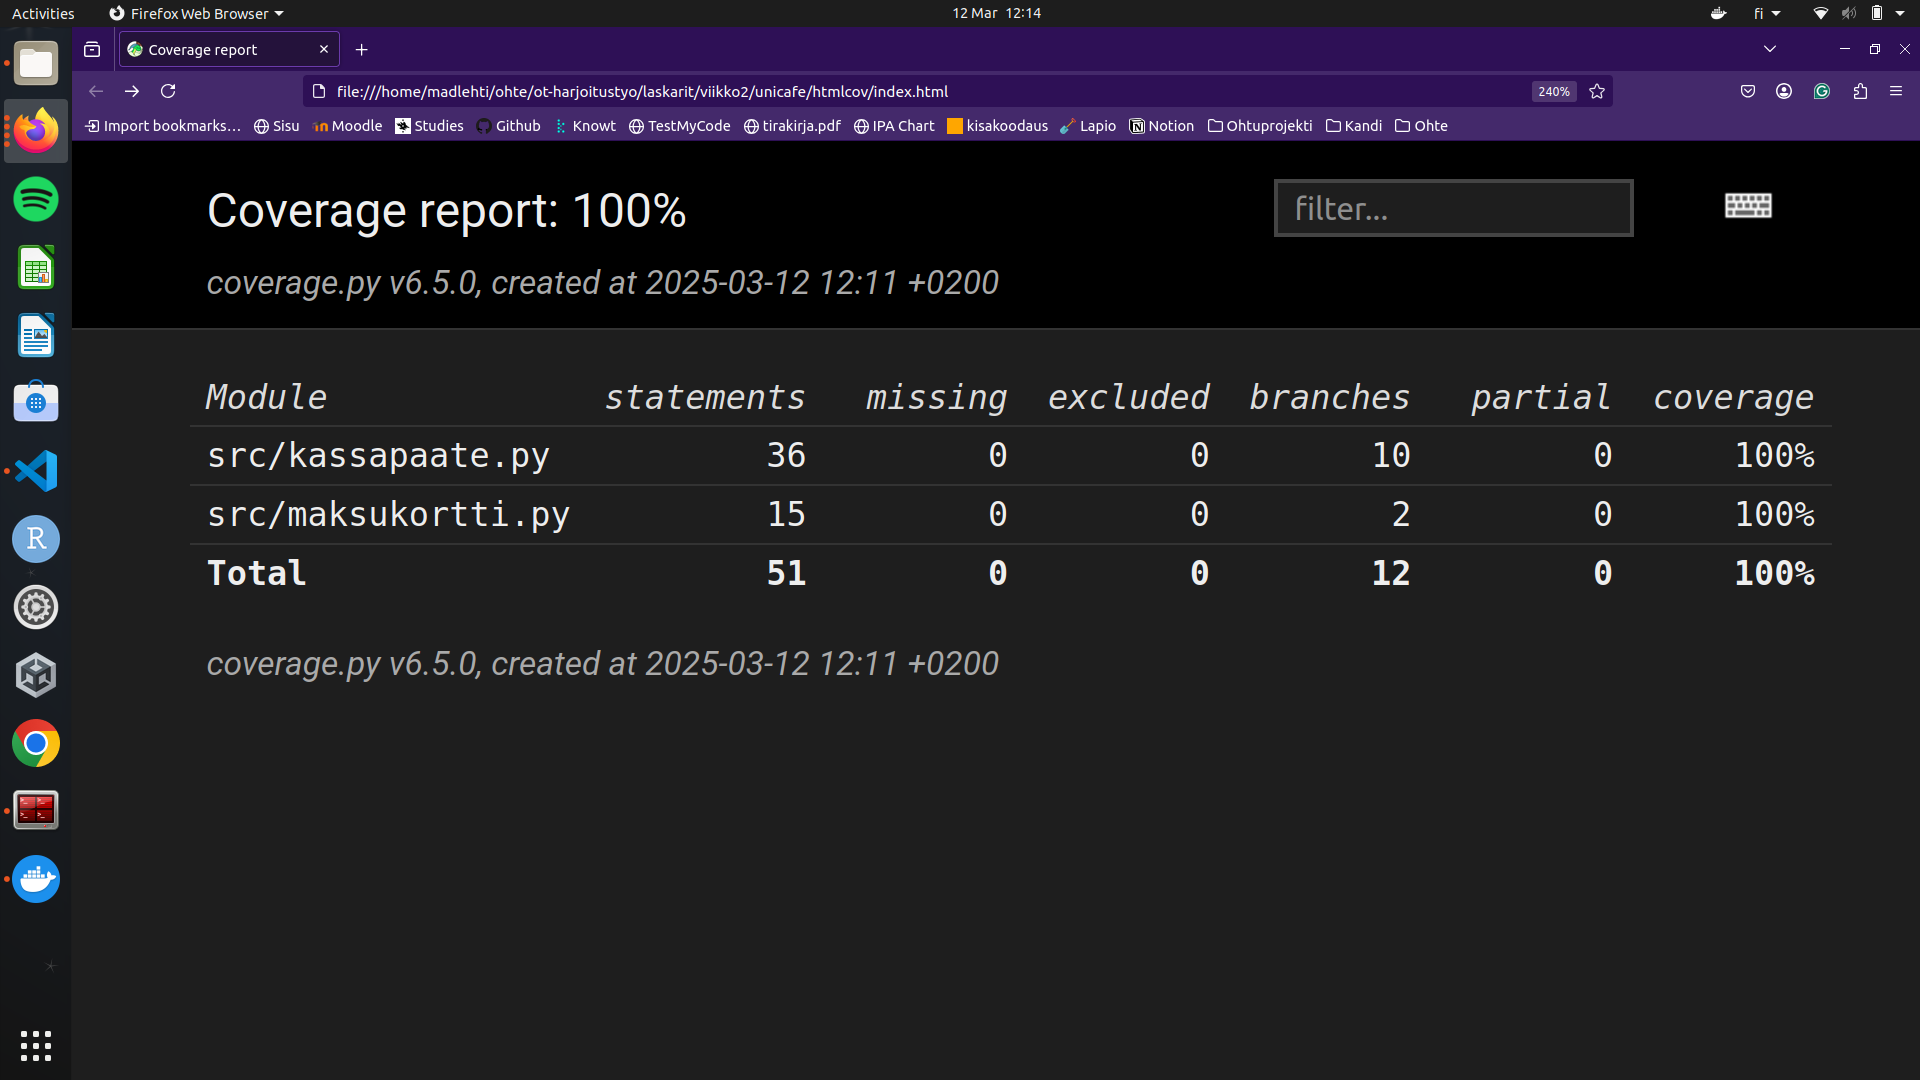 Activities Firefox Web Browser 12 Mar 12:14 fi
Coverage report
file:///home/madlehti/ohte/ot-harjoitustyo/laskarit/viikko2/unicafe/htmlcov/index.html 240%
Import bookmarks... Sisu Moodle Studies Github Knowt TestMyCode tirakirja.pdf IPA Chart kisakoodaus Lapio Notion Ohtuprojekti Kandi Ohte
Coverage report: 100% filter...
coverage.py v6.5.0, created at 2025-03-12 12:11 +0200
Module statements missing excluded branches partial coverage
src/kassapaate.py 36 0 0 10 0 100%
src/maksukortti.py 15 0 0 2 0 100%
Total 51 0 0 12 0 100%
coverage.py v6.5.0, created at 2025-03-12 12:11 +0200
R